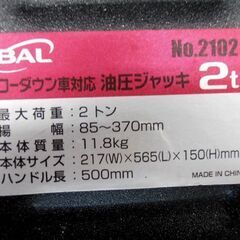 BAL
No.2102
ローダウン車対応 油圧ジャッキ 2t
最大荷重：2トン
揚幅：85～370mm
本体質量：11.8kg
本体サイズ：217(W)×565(L)×150(H)mm
ハンドル長：500mm
MADE IN CHIN